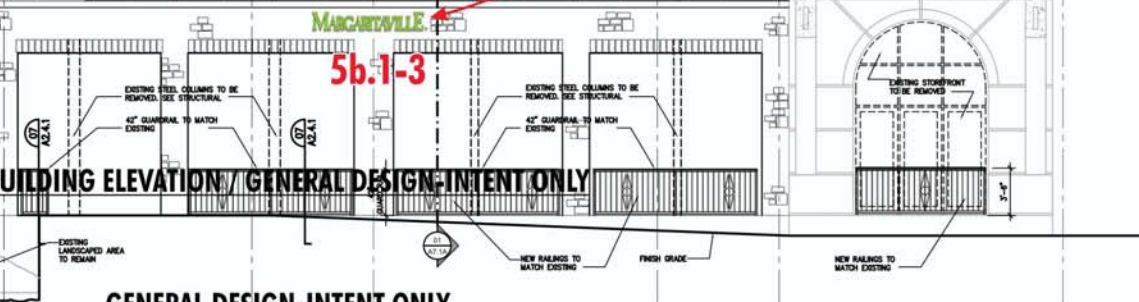 MARGARITAVILLE
5b.1-3
EXISTING STEEL COLUMNS TO BE
REMOVED. SEE STRUCTURAL
42" GUARDRAIL TO MATCH
EXISTING
07
A2.4.1
07
A2.4.1
EXISTING STEEL COLUMNS TO BE
REMOVED. SEE STRUCTURAL
42" GUARDRAIL TO MATCH
EXISTING
EXISTING STOREFRONT
TO BE REMOVED
UILDING ELEVATION / GENERAL DESIGN-INTENT ONLY
3'-6"
EXISTING
LANDSCAPED AREA
TO REMAIN
01
A7.1A
NEW RAILINGS TO
MATCH EXISTING
FINISH GRADE
NEW RAILINGS TO
MATCH EXISTING
GENERAL DESIGN-INTENT ONLY